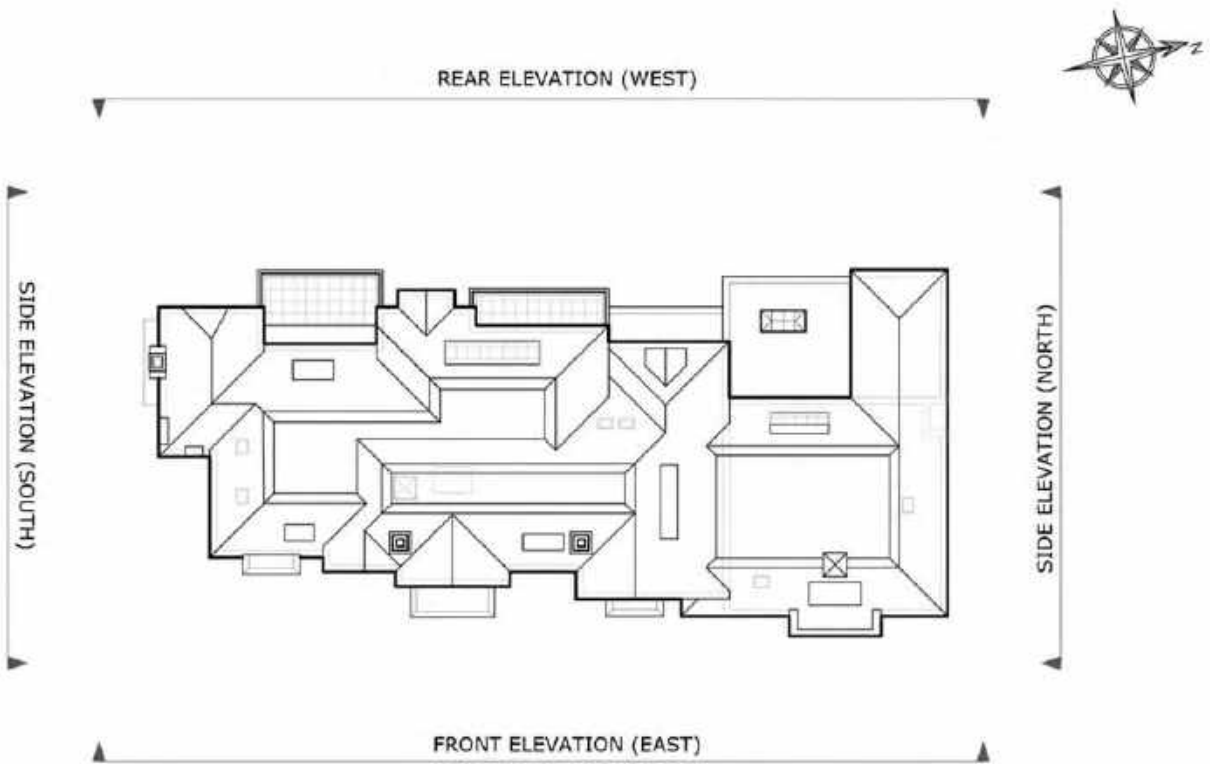 N
REAR ELEVATION (WEST)
SIDE ELEVATION (SOUTH)
SIDE ELEVATION (NORTH)
FRONT ELEVATION (EAST)